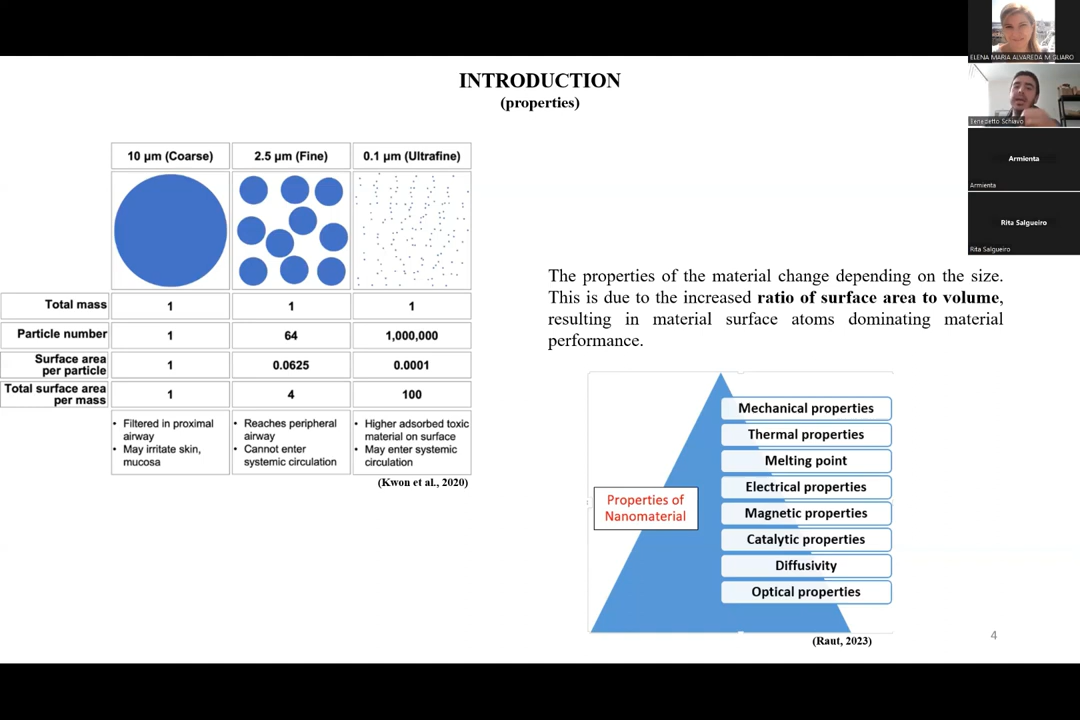 INTRODUCTION
(properties)
10 µm (Coarse) 2.5 µm (Fine) 0.1 µm (Ultrafine)
Total mass 1 1 1
Particle number 1 64 1,000,000
Surface area
per particle 1 0.0625 0.0001
Total surface area
per mass 1 4 100
• Filtered in proximal
airway
• May irritate skin,
mucosa
• Reaches peripheral
airway
• Cannot enter
systemic circulation
• Higher adsorbed toxic
material on surface
• May enter systemic
circulation
(Kwon et al., 2020)
The properties of the material change depending on the size.
This is due to the increased ratio of surface area to volume,
resulting in material surface atoms dominating material
performance.
Properties of
Nanomaterial
Mechanical properties
Thermal properties
Melting point
Electrical properties
Magnetic properties
Catalytic properties
Diffusivity
Optical properties
(Raut, 2023)
4
ELENA MARIA ALVAREDA MIGLIARO
Benedetto Schiavo
Armienta
Armienta
Rita Salgueiro
Rita Salgueiro